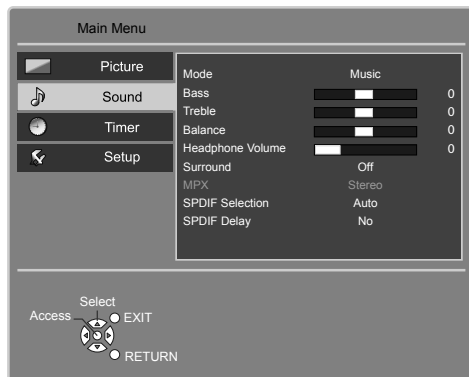 Main Menu
Picture
Sound
Timer
Setup
Mode Music
Bass 0
Treble 0
Balance 0
Headphone Volume 0
Surround Off
MPX Stereo
SPDIF Selection Auto
SPDIF Delay No
Select
Access
EXIT
RETURN